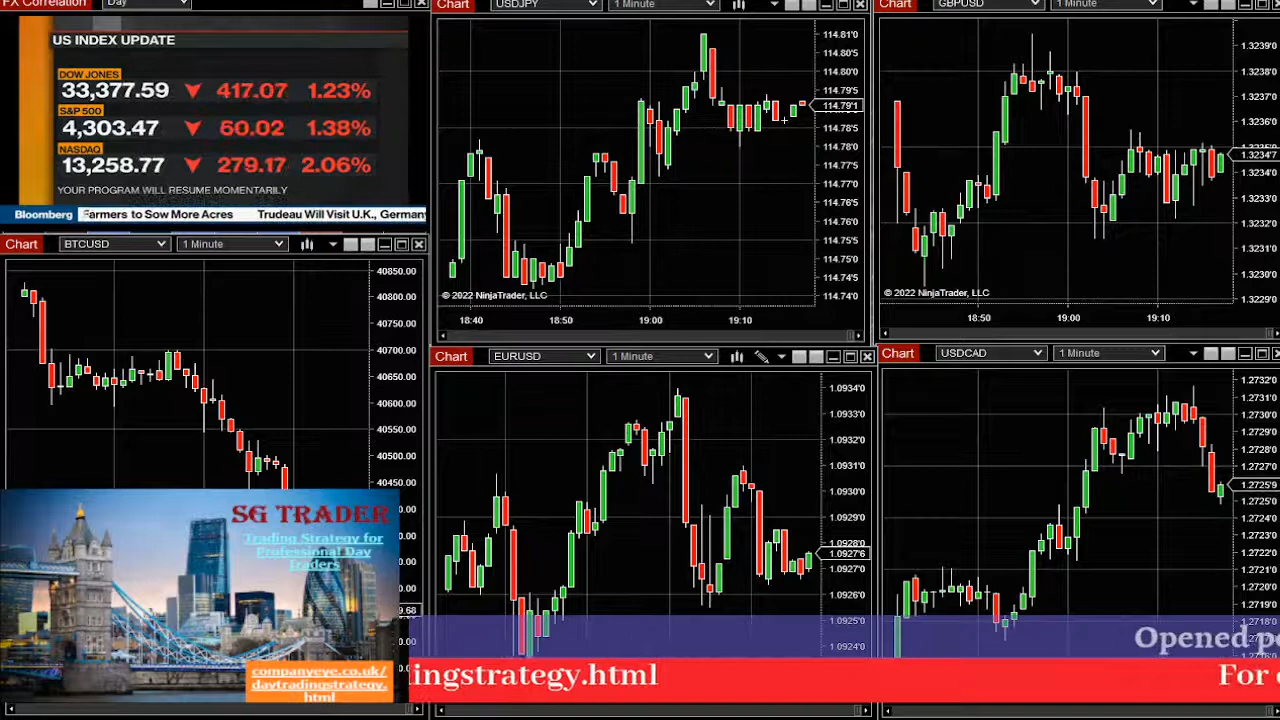 FX Correlation
Day
US INDEX UPDATE
DOW JONES
33,377.59 417.07 1.23%
S&P 500
4,303.47 60.02 1.38%
NASDAQ
13,258.77 279.17 2.06%
YOUR PROGRAM WILL RESUME MOMENTARILY
Bloomberg Farmers to Sow More Acres Trudeau Will Visit U.K., Germany
Chart USDJPY 1 Minute
114.81'0
114.80'5
114.80'0
114.79'5
114.79'1
114.78'5
114.78'0
114.77'5
114.77'0
114.76'5
114.76'0
114.75'5
114.75'0
114.74'5
114.74'0
© 2022 NinjaTrader, LLC
18:40 18:50 19:00 19:10
Chart GBPUSD 1 Minute
1.3239'0
1.3238'0
1.3237'0
1.3236'0
1.3234'7
1.3234'0
1.3233'0
1.3232'0
1.3231'0
1.3230'0
1.3229'0
© 2022 NinjaTrader, LLC
18:50 19:00 19:10
Chart BTCUSD 1 Minute
40850.00
40800.00
40750.00
40700.00
40650.00
40600.00
40550.00
40500.00
40450.00
SG TRADER
Trading Strategy for
Professional Day
Traders
companyeye.co.uk/
daytradingstrategy.
html
Chart EURUSD 1 Minute
1.0934'0
1.0933'0
1.0932'0
1.0931'0
1.0930'0
1.0929'0
1.0928'0
1.0927'6
1.0927'0
1.0926'0
1.0925'0
1.0924'0
Chart USDCAD 1 Minute
1.2732'0
1.2731'0
1.2730'0
1.2729'0
1.2728'0
1.2727'0
1.2725'9
1.2725'0
1.2724'0
1.2723'0
1.2722'0
1.2721'0
1.2720'0
1.2719'0
1.2718'0
Opened
ingstrategy.html For